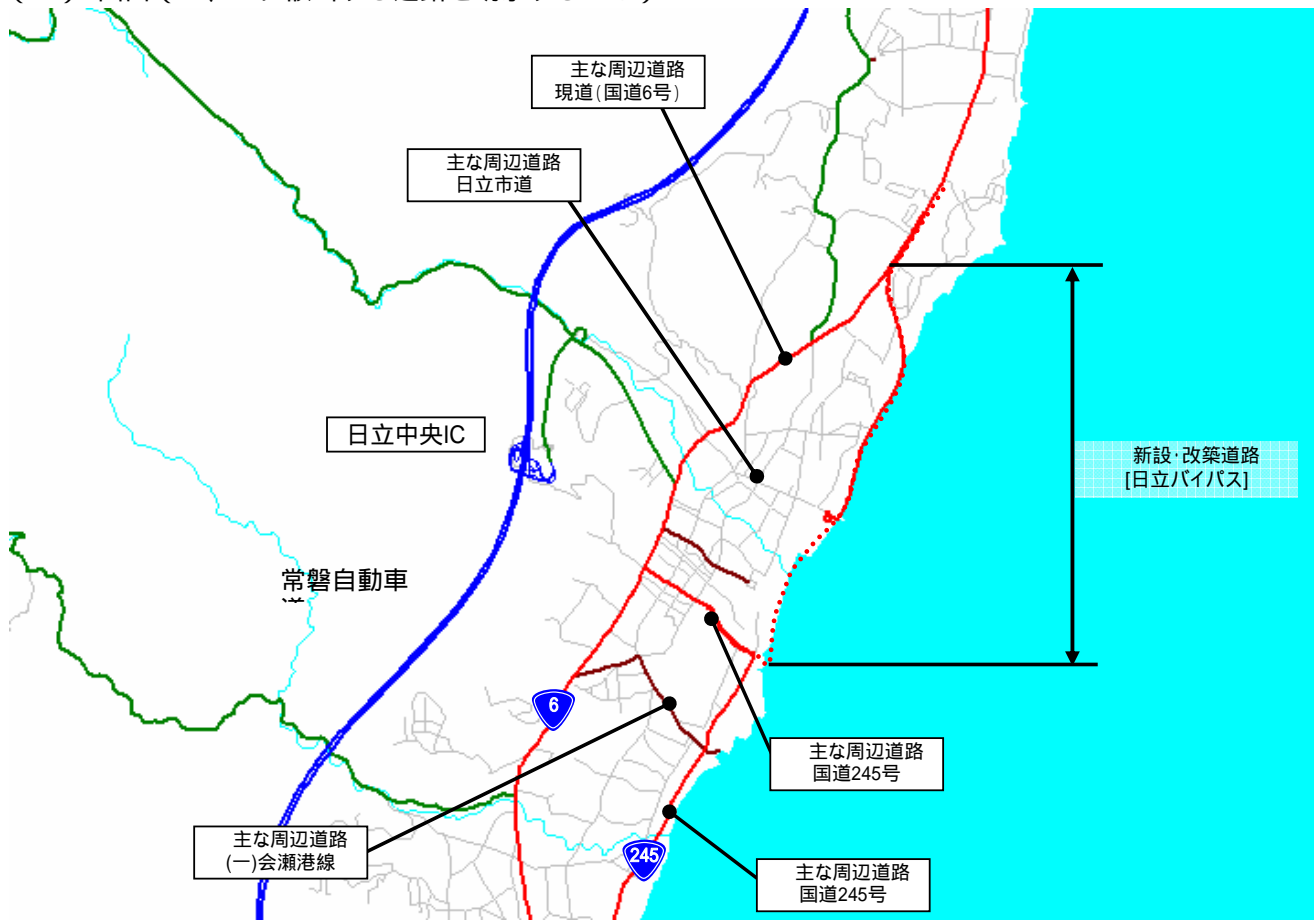 主な周辺道路
現道(国道6号)
主な周辺道路
日立市道
日立中央IC
新設・改築道路
[日立バイパス]
常磐自動車
6
主な周辺道路
国道245号
主な周辺道路
(一)会瀬港線
245
主な周辺道路
国道245号